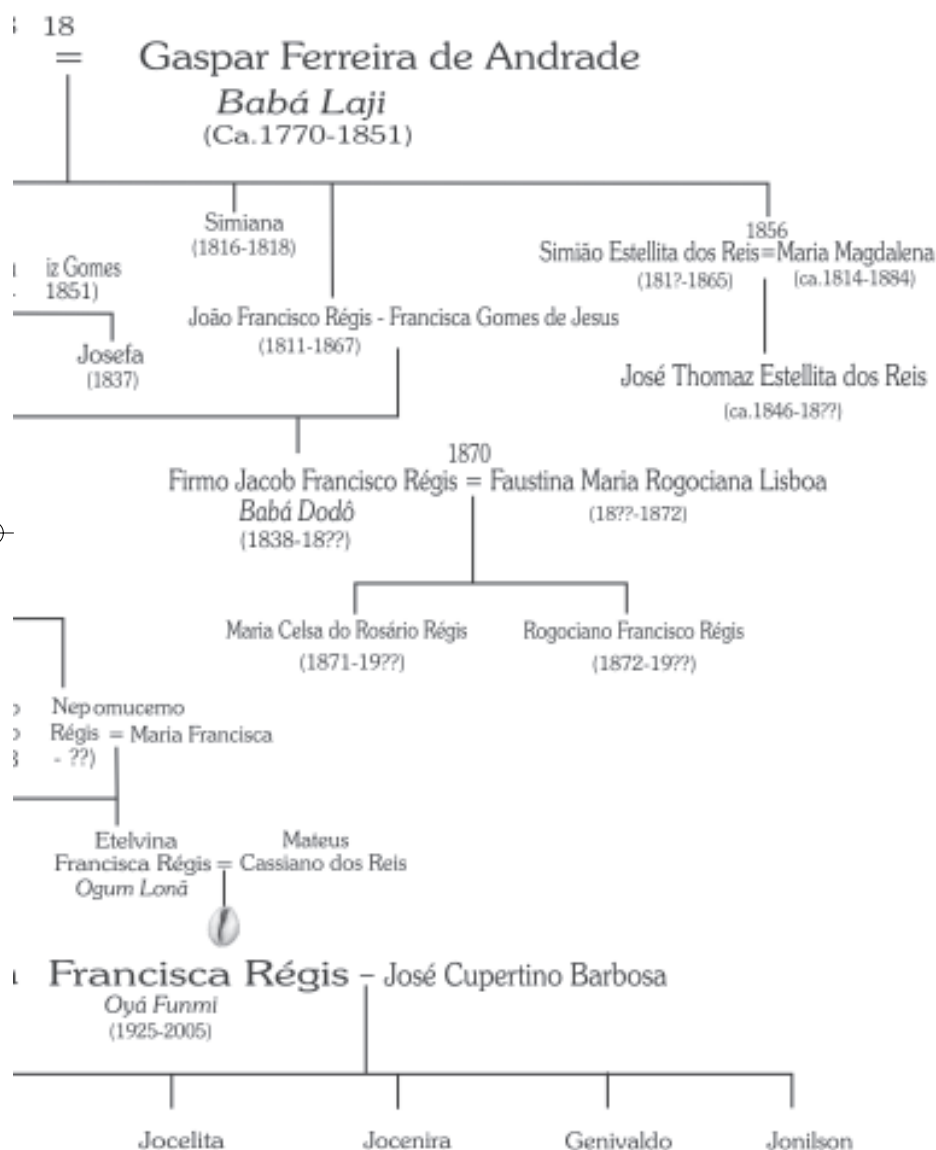 18
=
Gaspar Ferreira de Andrade
Babá Laji
(Ca.1770-1851)
Simiana
(1816-1818)
1856
Simião Estellita dos Reis=Maria Magdalena
(181?-1865) (ca.1814-1884)
iz Gomes
1851)
João Francisco Régis - Francisca Gomes de Jesus
(1811-1867)
Josefa
(1837)
José Thomaz Estellita dos Reis
(ca.1846-18??)
1870
Firmo Jacob Francisco Régis = Faustina Maria Rogociana Lisboa
Babá Dodô (18??-1872)
(1838-18??)
Maria Celsa do Rosário Régis Rogociano Francisco Régis
(1871-19??) (1872-19??)
Nepomucemo
Régis = Maria Francisca
- ??)
Etelvina Mateus
Francisca Régis = Cassiano dos Reis
Ogum Lonã
Francisca Régis - José Cupertino Barbosa
Oyá Funmi
(1925-2005)
Jocelita Jocenira Genivaldo Jonilson